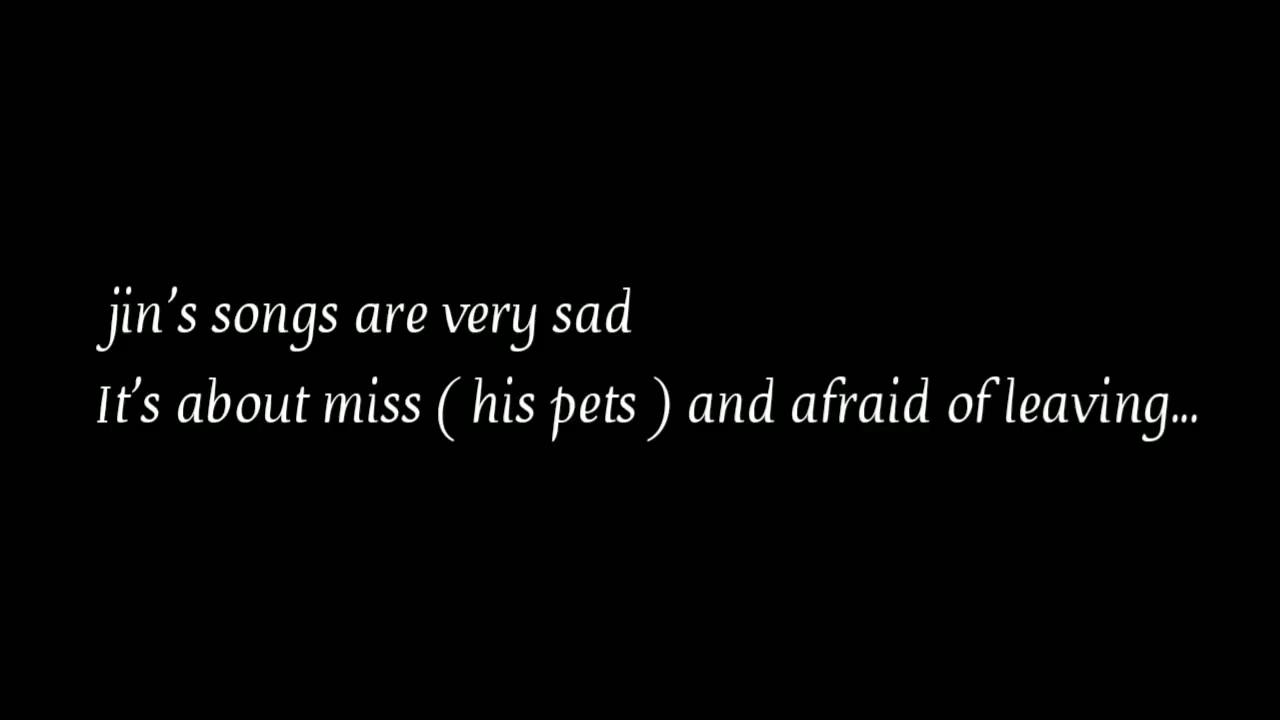 jin's songs are very sad
It's about miss ( his pets ) and afraid of leaving...